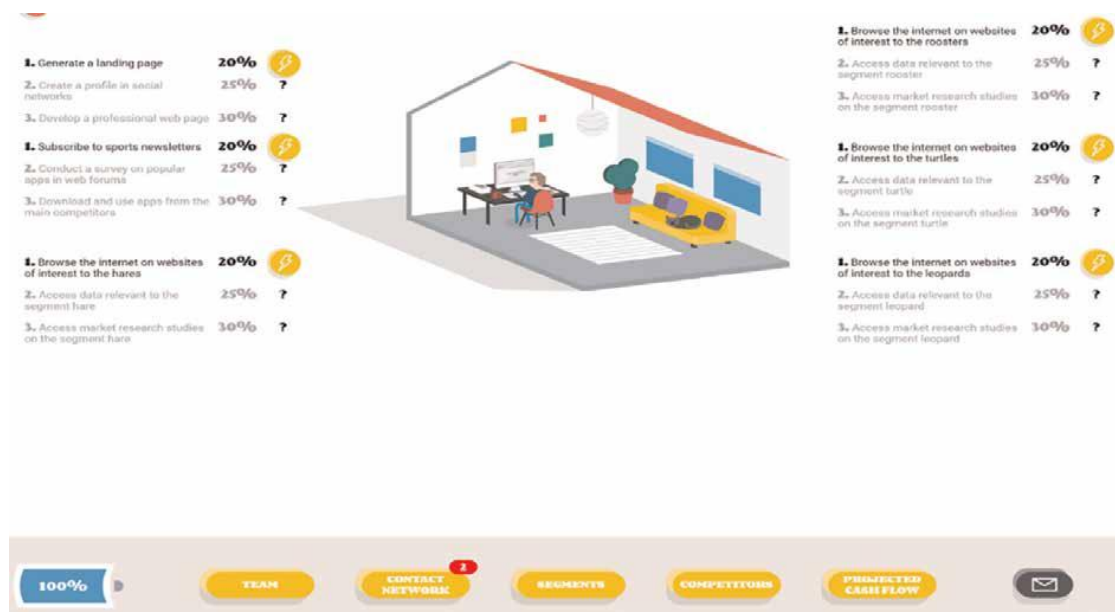 1. Generate a landing page 20%
2. Create a profile in social 25% ?
networks
3. Develop a professional web page 30% ?
1. Subscribe to sports newsletters 20%
2. Conduct a survey on popular 25% ?
apps in web forums
3. Download and use apps from the 30% ?
main competitors
1. Browse the internet on websites 20%
of interest to the hares
2. Access data relevant to the 25% ?
segment hare
3. Access market research studies 30% ?
on the segment hare
1. Browse the internet on websites 20%
of interest to the roosters
2. Access data relevant to the 25% ?
segment rooster
3. Access market research studies 30% ?
on the segment rooster
1. Browse the internet on websites 20%
of interest to the turtles
2. Access data relevant to the 25% ?
segment turtle
3. Access market research studies 30% ?
on the segment turtle
1. Browse the internet on websites 20%
of interest to the leopards
2. Access data relevant to the 25% ?
segment leopard
3. Access market research studies 30% ?
on the segment leopard
100%
TEAM
CONTACT
NETWORK
2
SEGMENTS
COMPETITORS
PROJECTED
CASH FLOW